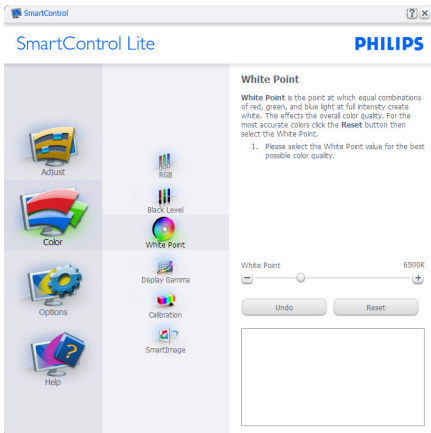 SmartControl
SmartControl Lite
PHILIPS
Adjust
Color
Options
Help
RGB
Black Level
White Point
Display Gamma
Calibration
SmartImage
White Point
White Point is the point at which equal combinations
of red, green, and blue light at full intensity create
white. This effects the overall color quality. For the
most accurate colors click the Reset button then
select the White Point.
1. Please select the White Point value for the best
possible color quality.
White Point 6500K
Undo Reset